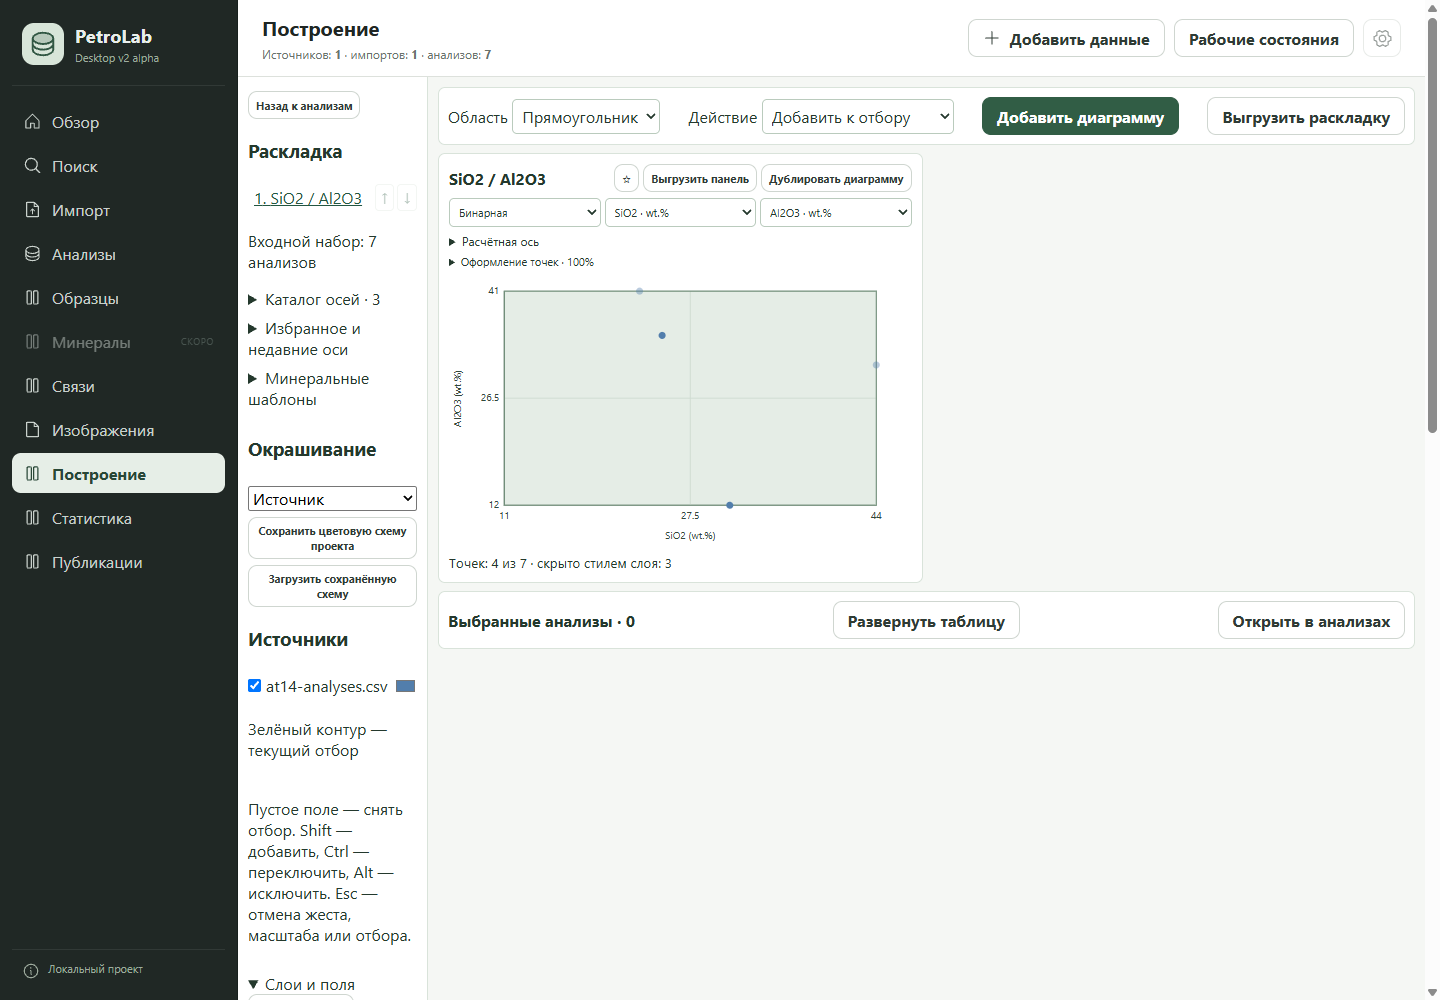 PetroLab
Desktop v2 alpha
Обзор
Поиск
Импорт
Анализы
Образцы
Минералы
СКОРО
Связи
Изображения
Построение
Статистика
Публикации
Локальный проект
Построение
Источников: 1 · импортов: 1 · анализов: 7
Добавить данные
Рабочие состояния
Назад к анализам
Раскладка
1. SiO2 / Al2O3
↑ ↓
Входной набор: 7
анализов
Каталог осей · 3
Избранное и
недавние оси
Минеральные
шаблоны
Окрашивание
Источник
Сохранить цветовую схему
проекта
Загрузить сохранённую
схему
Источники
at14-analyses.csv
Зелёный контур —
текущий отбор
Пустое поле — снять
отбор. Shift —
добавить, Ctrl —
переключить, Alt —
исключить. Esc —
отмена жеста,
масштаба или отбора.
Слои и поля
Область
Прямоугольник
Действие
Добавить к отбору
Добавить диаграмму
Выгрузить раскладку
SiO2 / Al2O3
☆
Выгрузить панель
Дублировать диаграмму
Бинарная
SiO2 · wt.%
Al2O3 · wt.%
Расчётная ось
Оформление точек · 100%
41
26.5
12
Al2O3 (wt.%)
11
27.5
44
SiO2 (wt.%)
Точек: 4 из 7 · скрыто стилем слоя: 3
Выбранные анализы · 0
Развернуть таблицу
Открыть в анализах